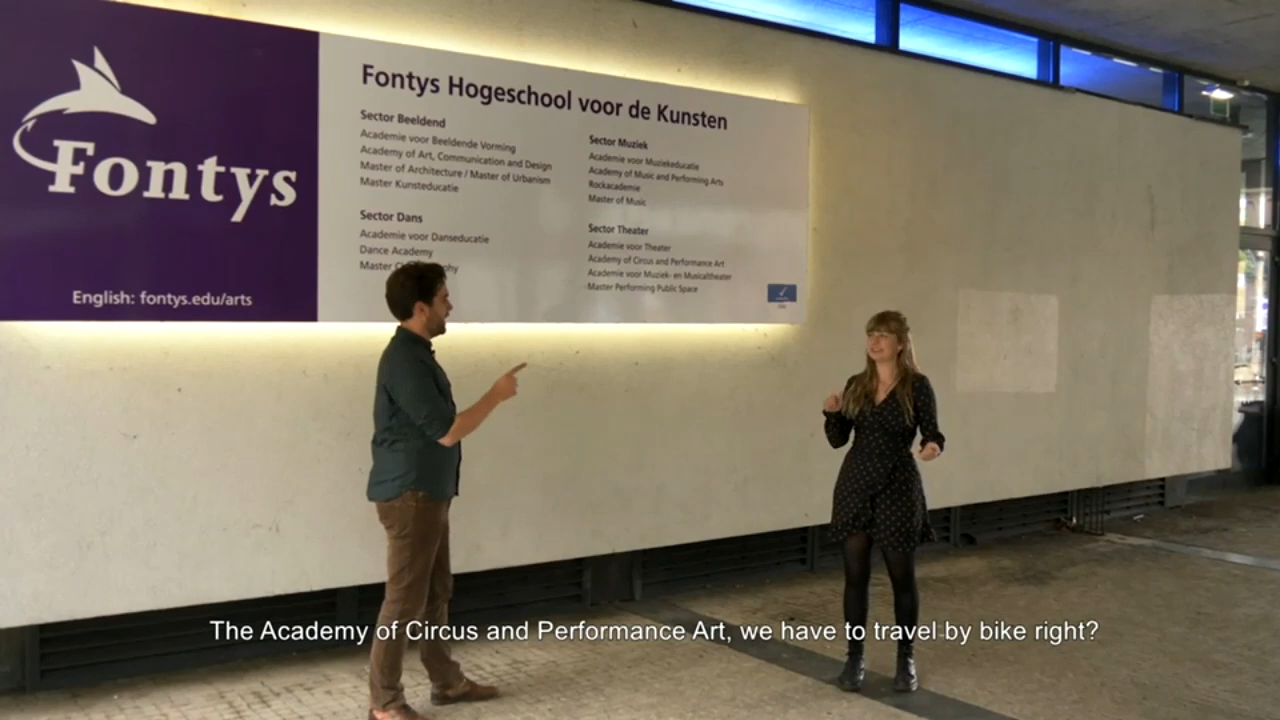 Fontys
English: fontys.edu/arts
Fontys Hogeschool voor de Kunsten
Sector Beeldend
Academie voor Beeldende Vorming
Academy of Art, Communication and Design
Master of Architecture / Master of Urbanism
Master Kunsteducatie
Sector Dans
Academie voor Danseducatie
Dance Academy
Master
Sector Muziek
Academie voor Muziekeducatie
Academy of Music and Performing Arts
Rockacademie
Master of Music
Sector Theater
Academie voor Theater
Academy of Circus and Performance Art
Academie voor Muziek- en Musicaltheater
Master Performing Public Space
The Academy of Circus and Performance Art, we have to travel by bike right?